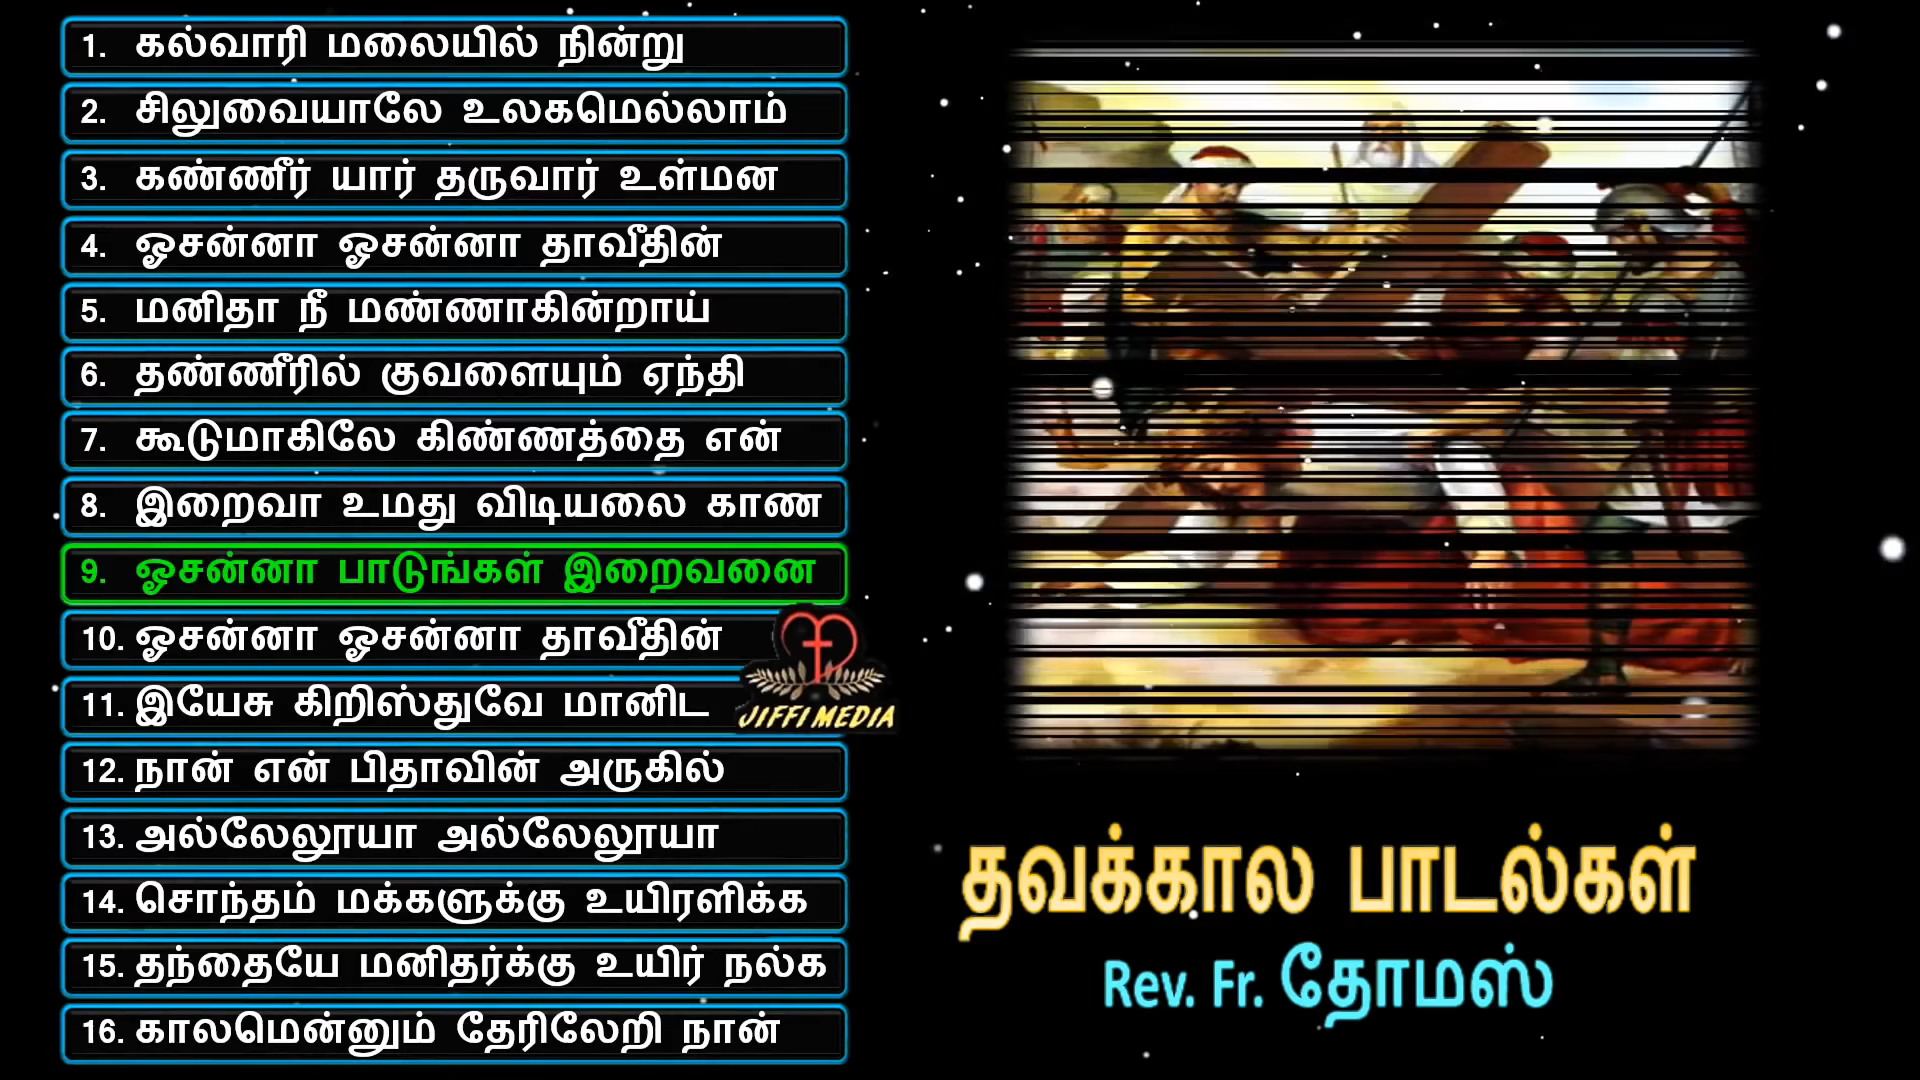 1. கல்வாரி மலையில் நின்று
2. சிலுவையாலே உலகமெல்லாம்
3. கண்ணீர் யார் தருவார் உள்மன
4. ஓசன்னா ஓசன்னா தாவீதின்
5. மனிதா நீ மண்ணாகின்றாய்
6. தண்ணீரில் குவளையும் ஏந்தி
7. கூடுமாகிலே கிண்ணத்தை என்
8. இறைவா உமது விடியலை காண
9. ஓசன்னா பாடுங்கள் இறைவனை
10. ஓசன்னா ஓசன்னா தாவீதின்
11. இயேசு கிறிஸ்துவே மானிட
12. நான் என் பிதாவின் அருகில்
13. அல்லேலூயா அல்லேலூயா
14. சொந்தம் மக்களுக்கு உயிரளிக்க
15. தந்தையே மனிதர்க்கு உயிர் நல்க
16. காலமென்னும் தேரிலேறி நான்
JIFFI MEDIA
தவக்கால பாடல்கள்
Rev. Fr. தோமஸ்